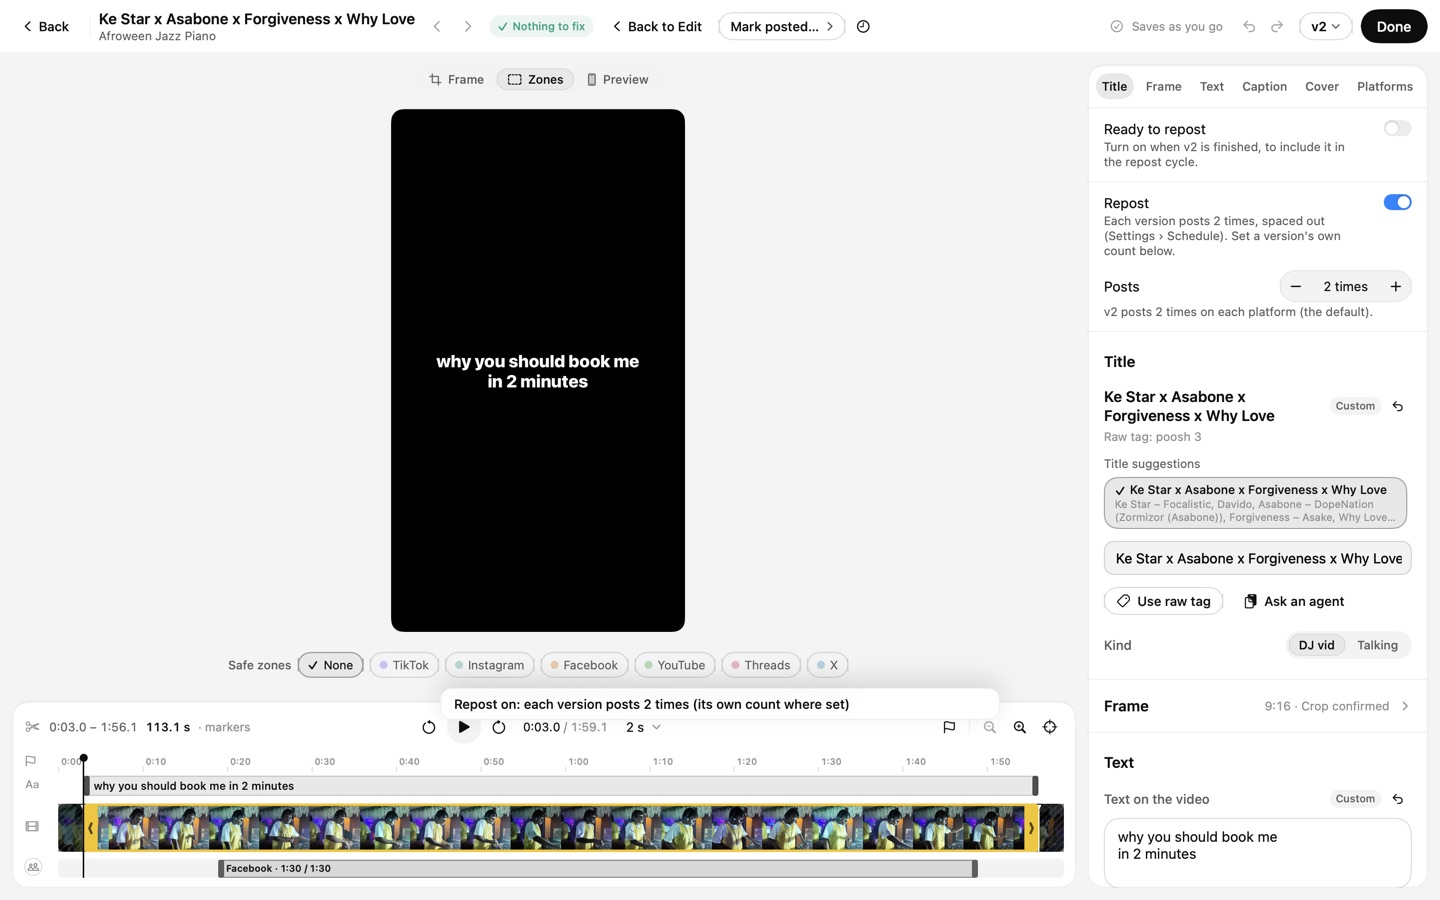 Back
Ke Star x Asabone x Forgiveness x Why Love
Afroween Jazz Piano
Nothing to fix
Back to Edit
Mark posted...
Saves as you go
v2
Done
Frame
Zones
Preview
why you should book me
in 2 minutes
Safe zones
None
TikTok
Instagram
Facebook
YouTube
Threads
X
Repost on: each version posts 2 times (its own count where set)
0:03.0 – 1:56.1 113.1 s · markers
0:03.0 / 1:59.1
2 s
0:00 0:10 0:20 0:30 0:40 0:50 1:00 1:10 1:20 1:30 1:40 1:50
Aa
why you should book me in 2 minutes
Facebook · 1:30 / 1:30
Title
Frame
Text
Caption
Cover
Platforms
Ready to repost
Turn on when v2 is finished, to include it in
the repost cycle.
Repost
Each version posts 2 times, spaced out
(Settings › Schedule). Set a version's own
count below.
Posts
− 2 times +
v2 posts 2 times on each platform (the default).
Title
Ke Star x Asabone x
Forgiveness x Why Love
Custom
Raw tag: poosh 3
Title suggestions
Ke Star x Asabone x Forgiveness x Why Love
Ke Star – Focalistic, Davido, Asabone – DopeNation
(Zormizor (Asabone)), Forgiveness – Asake, Why Love...
Ke Star x Asabone x Forgiveness x Why Love
Use raw tag
Ask an agent
Kind
DJ vid
Talking
Frame
9:16 · Crop confirmed
Text
Text on the video
Custom
why you should book me
in 2 minutes